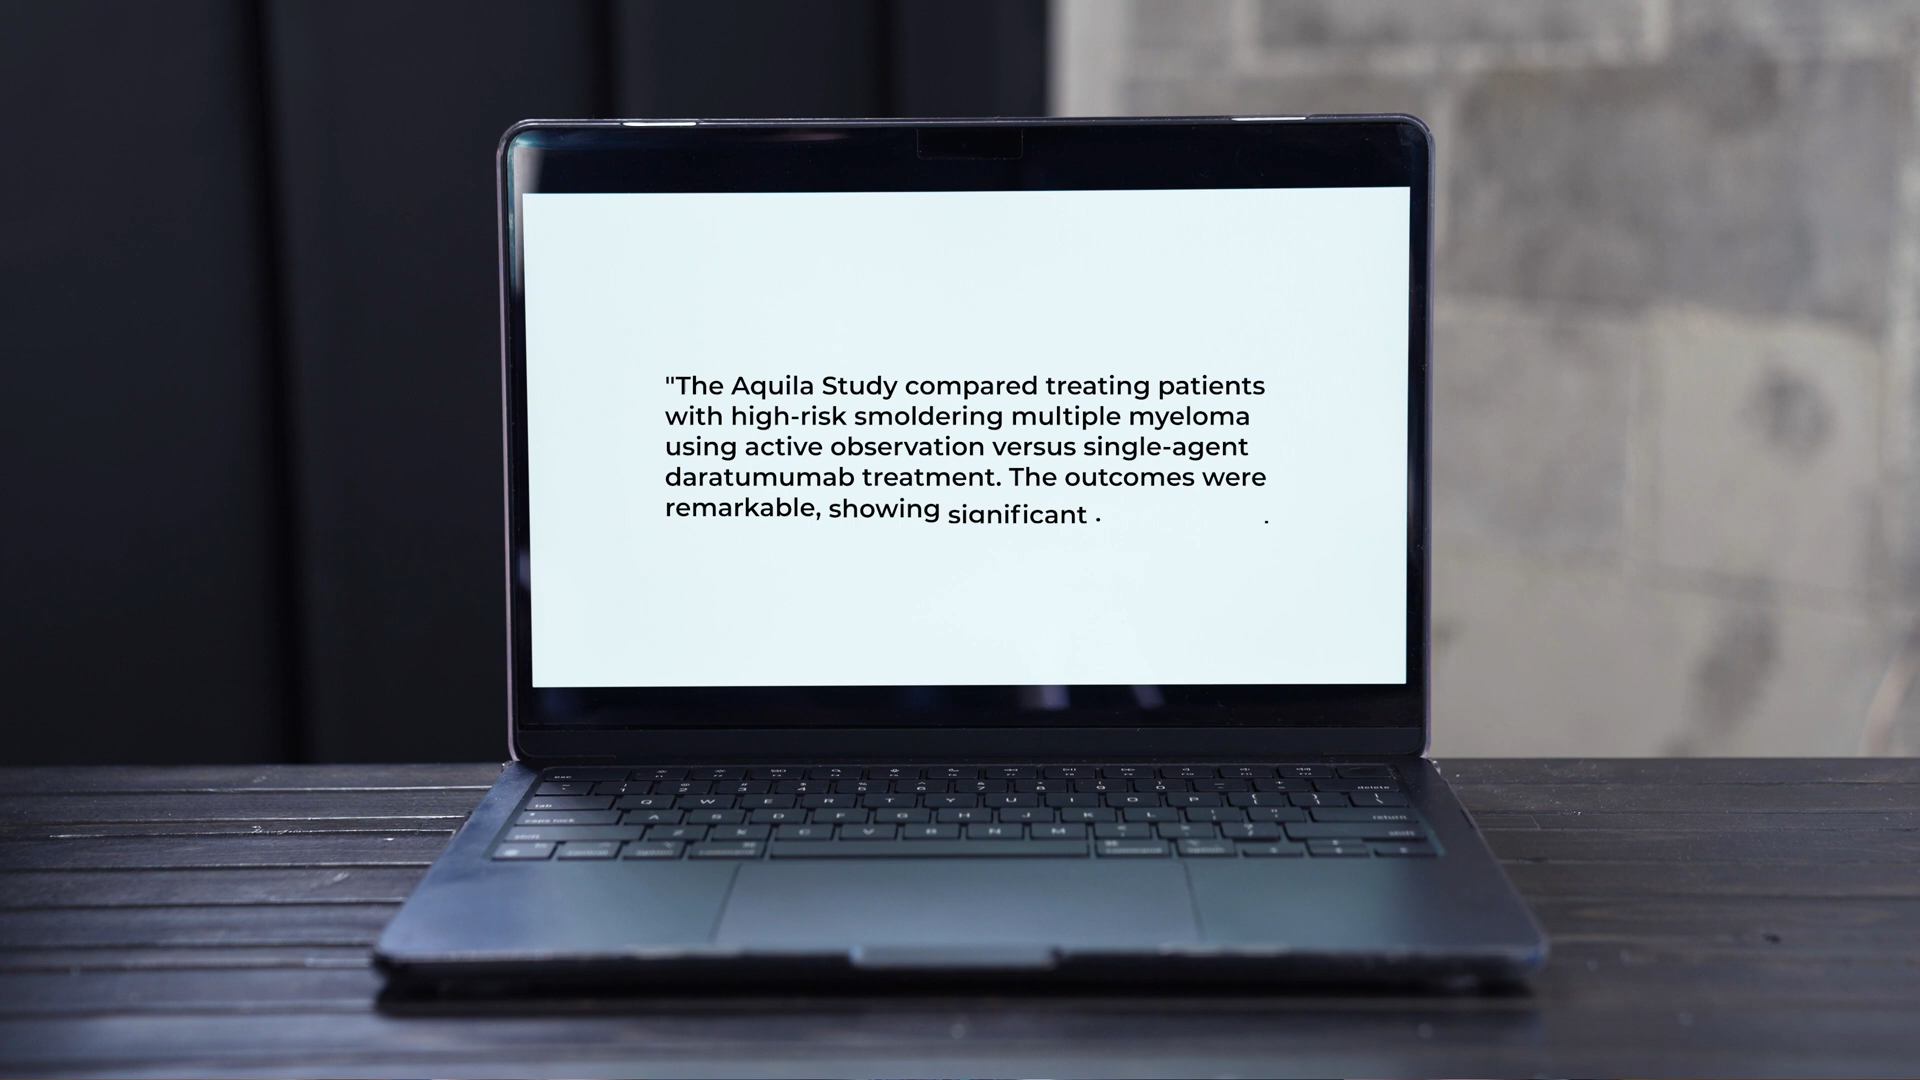 "The Aquila Study compared treating patients
with high-risk smoldering multiple myeloma
using active observation versus single-agent
daratumumab treatment. The outcomes were
remarkable, showing significant